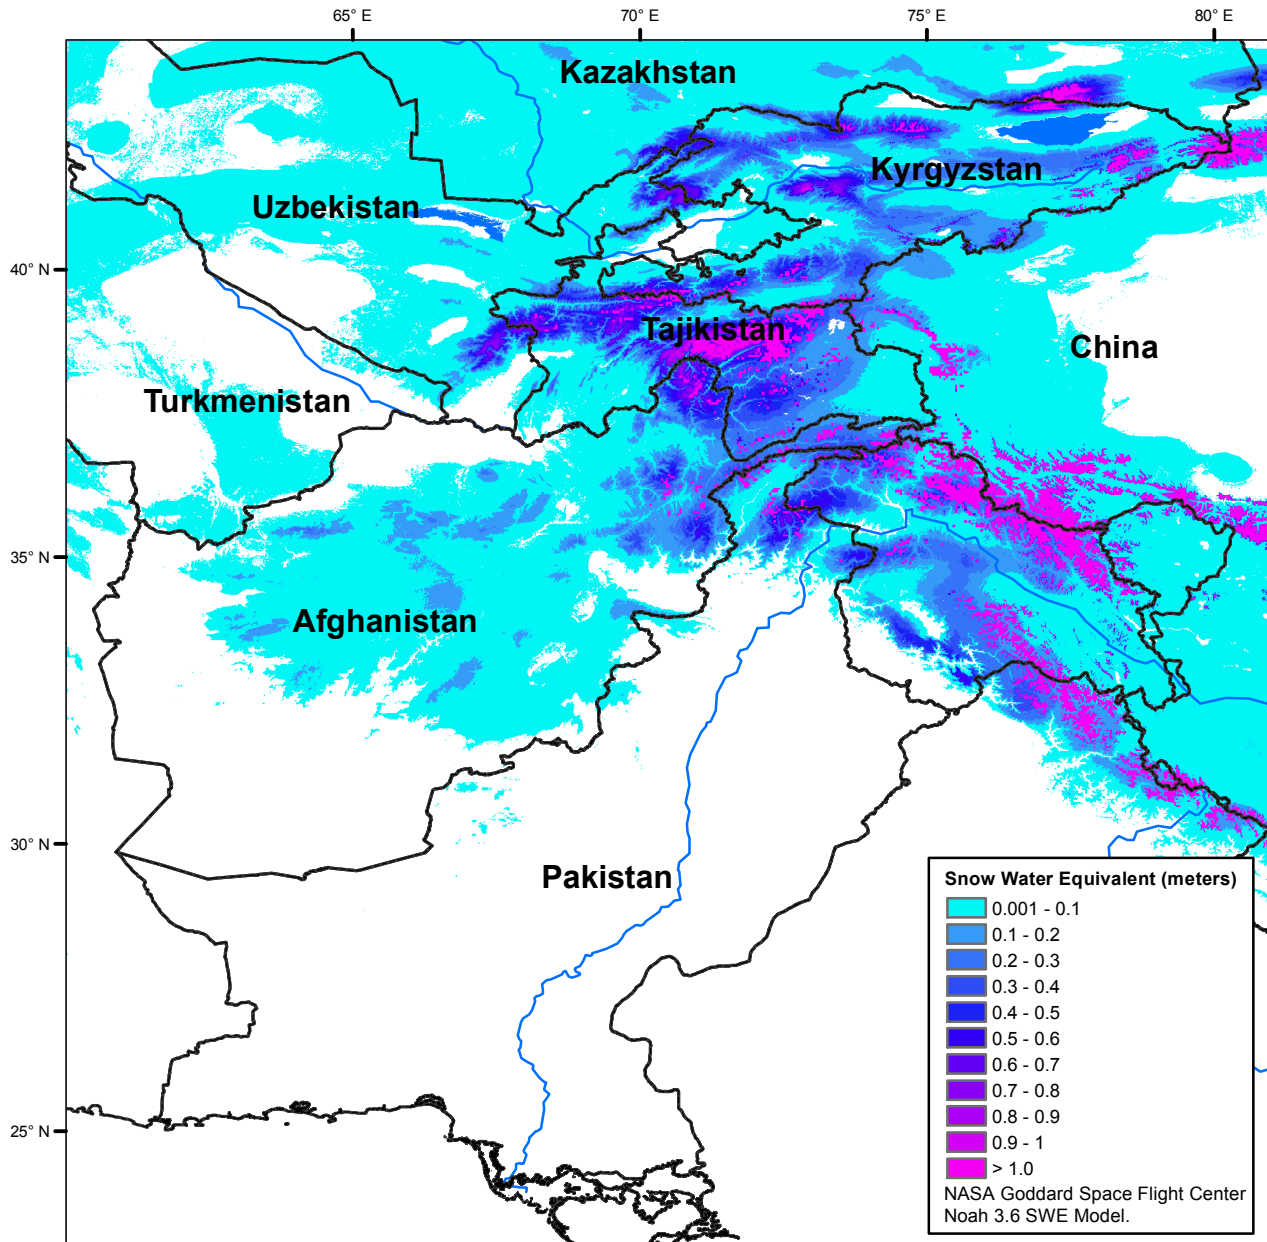 65° E
70° E
75° E
80° E
Kazakhstan
Kyrgyzstan
Uzbekistan
40° N
Tajikistan
China
Turkmenistan
35° N
Afghanistan
30° N
Pakistan
25° N
Snow Water Equivalent (meters)
0.001 - 0.1
0.1 - 0.2
0.2 - 0.3
0.3 - 0.4
0.4 - 0.5
0.5 - 0.6
0.6 - 0.7
0.7 - 0.8
0.8 - 0.9
0.9 - 1
> 1.0
NASA Goddard Space Flight Center
Noah 3.6 SWE Model.